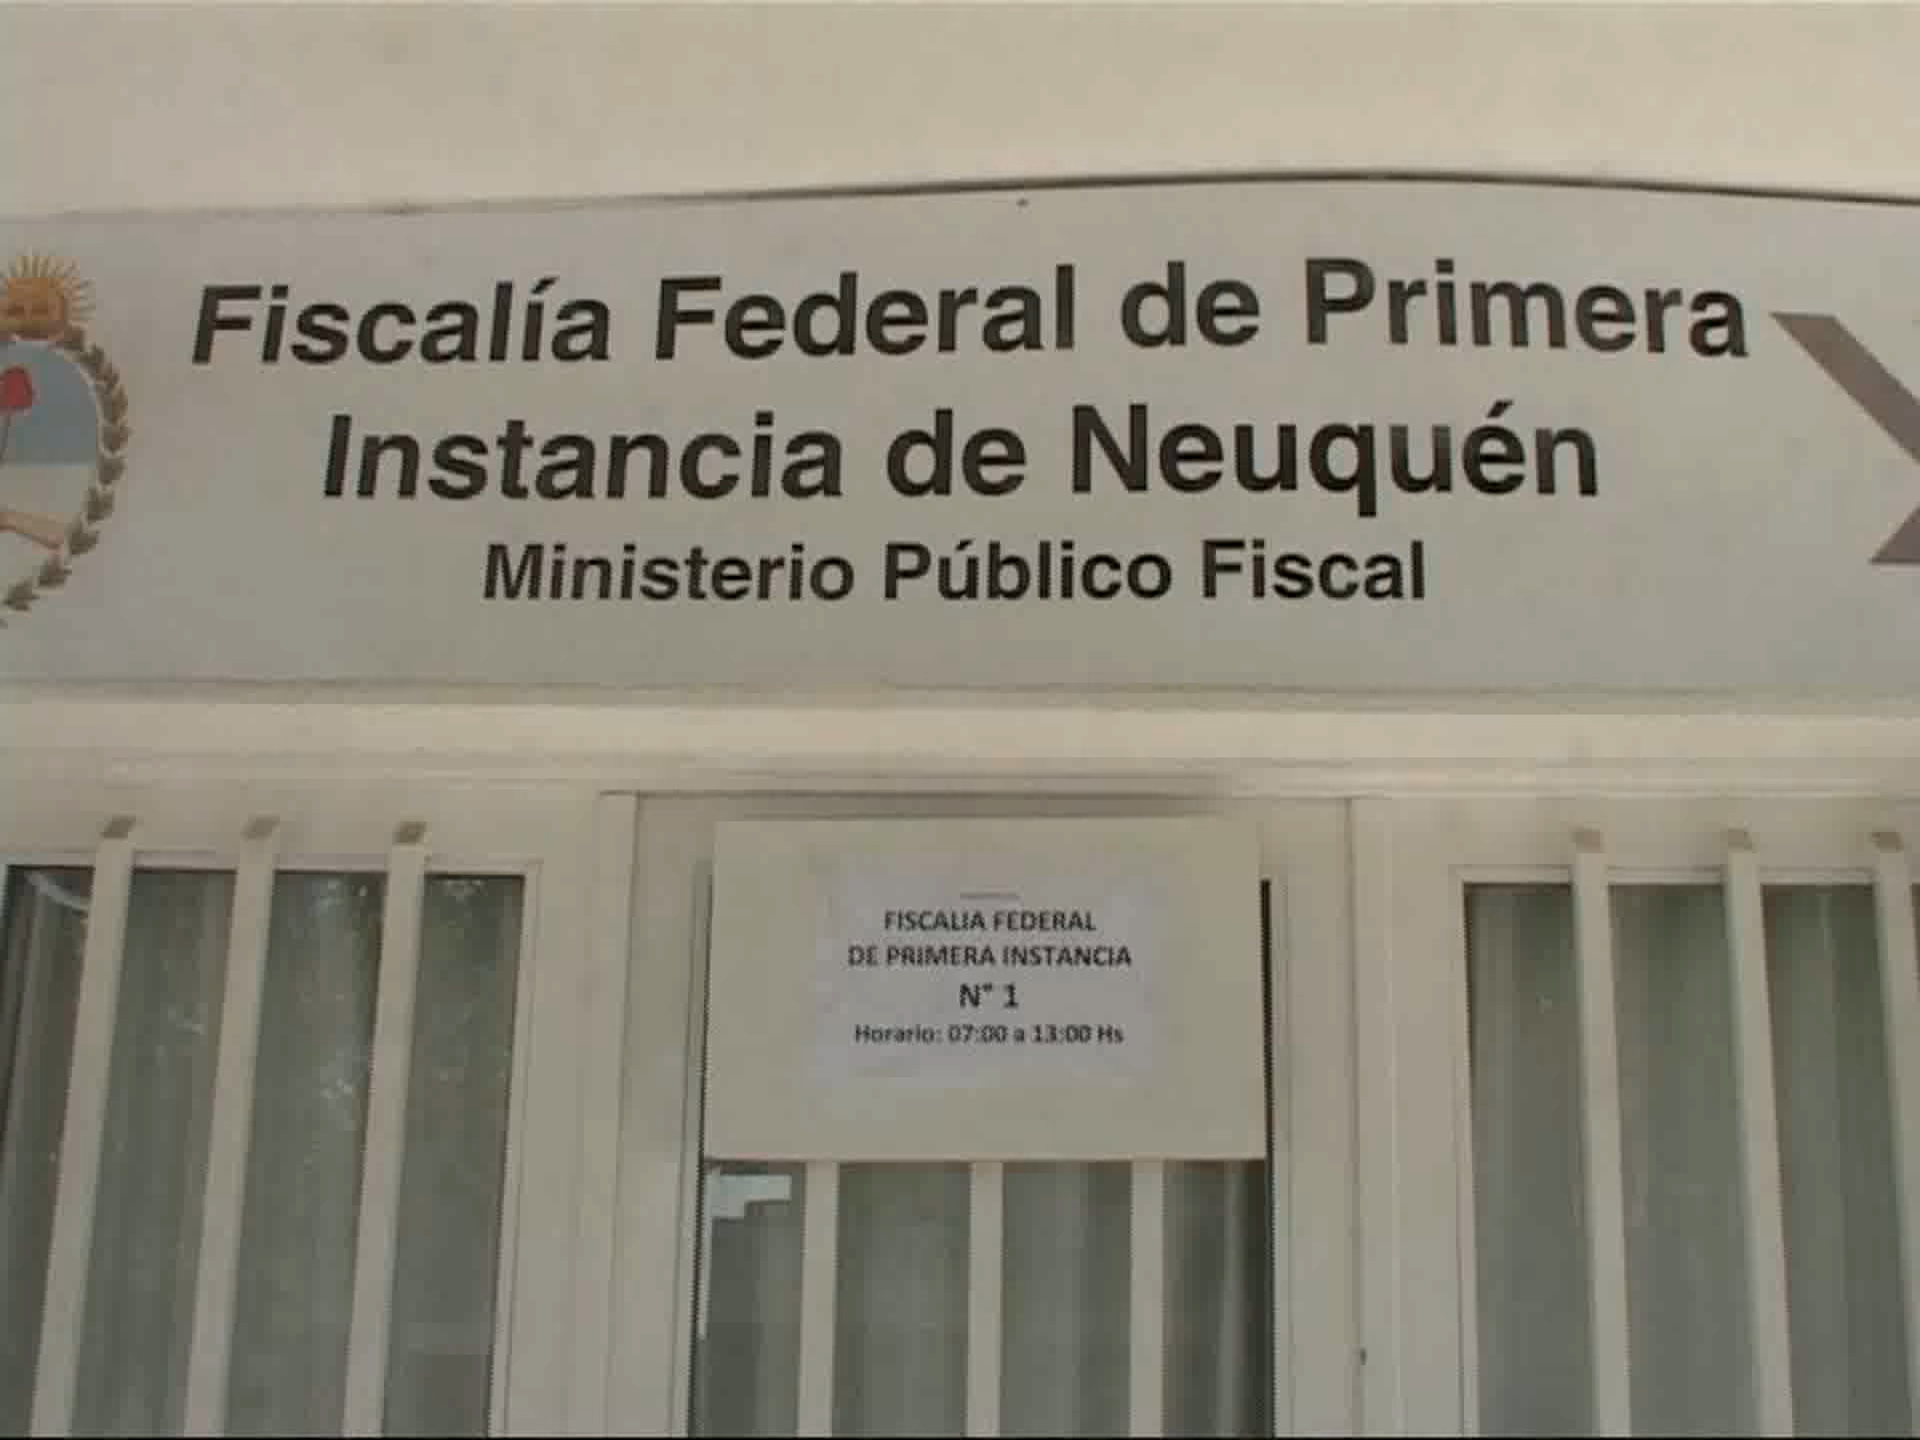 Fiscalía Federal de Primera
Instancia de Neuquén
Ministerio Público Fiscal
FISCALIA FEDERAL
DE PRIMERA INSTANCIA
N° 1
Horario: 07:00 a 13:00 Hs